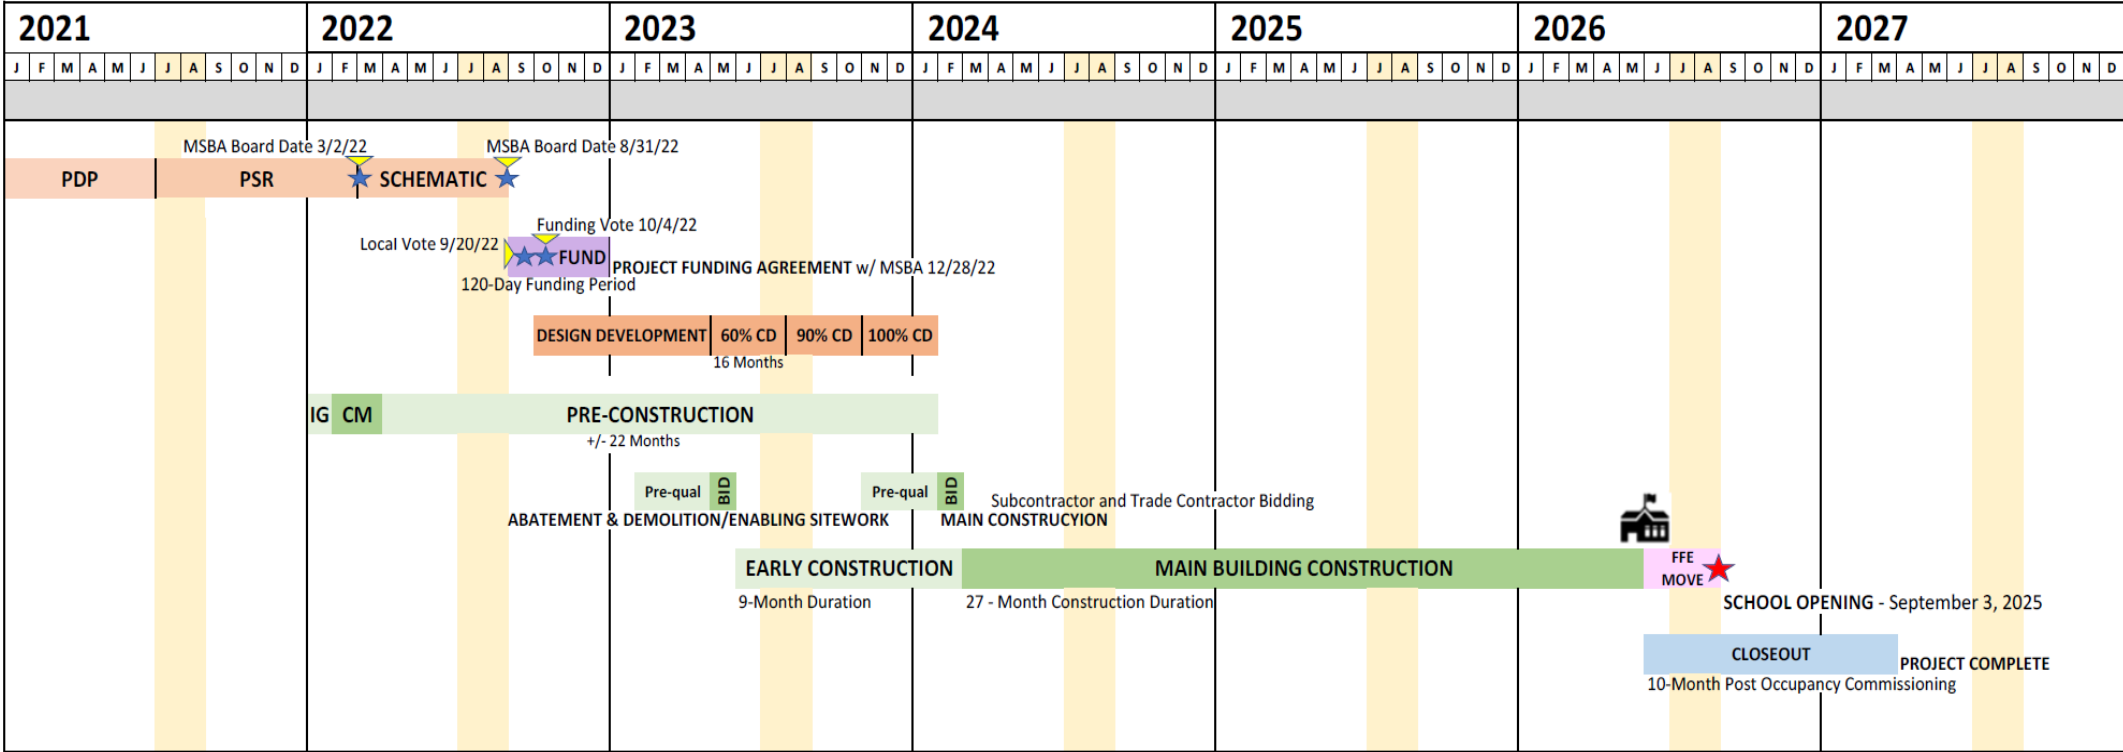 2021 2022 2023 2024 2025 2026 2027
J F M A M J J A S O N D J F M A M J J A S O N D J F M A M J J A S O N D J F M A M J J A S O N D J F M A M J J A S O N D J F M A M J J A S O N D J F M A M J J A S O N D
MSBA Board Date 3/2/22 MSBA Board Date 8/31/22
PDP PSR SCHEMATIC
Funding Vote 10/4/22
Local Vote 9/20/22
FUND
PROJECT FUNDING AGREEMENT w/ MSBA 12/28/22
120-Day Funding Period
DESIGN DEVELOPMENT 60% CD 90% CD 100% CD
16 Months
IG CM PRE-CONSTRUCTION
+/- 22 Months
Pre-qual BID Pre-qual BID
Subcontractor and Trade Contractor Bidding
ABATEMENT & DEMOLITION/ENABLING SITEWORK MAIN CONSTRUCYION
EARLY CONSTRUCTION MAIN BUILDING CONSTRUCTION FFE
MOVE
9-Month Duration 27 - Month Construction Duration
SCHOOL OPENING - September 3, 2025
CLOSEOUT
PROJECT COMPLETE
10-Month Post Occupancy Commissioning